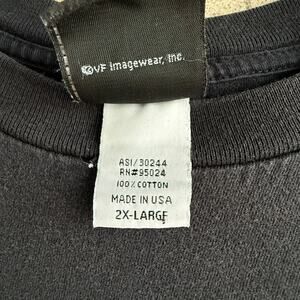 ©VF Imagewear, Inc.
ASI/30244
RN#95024
100% COTTON
MADE IN USA
2X-LARGE